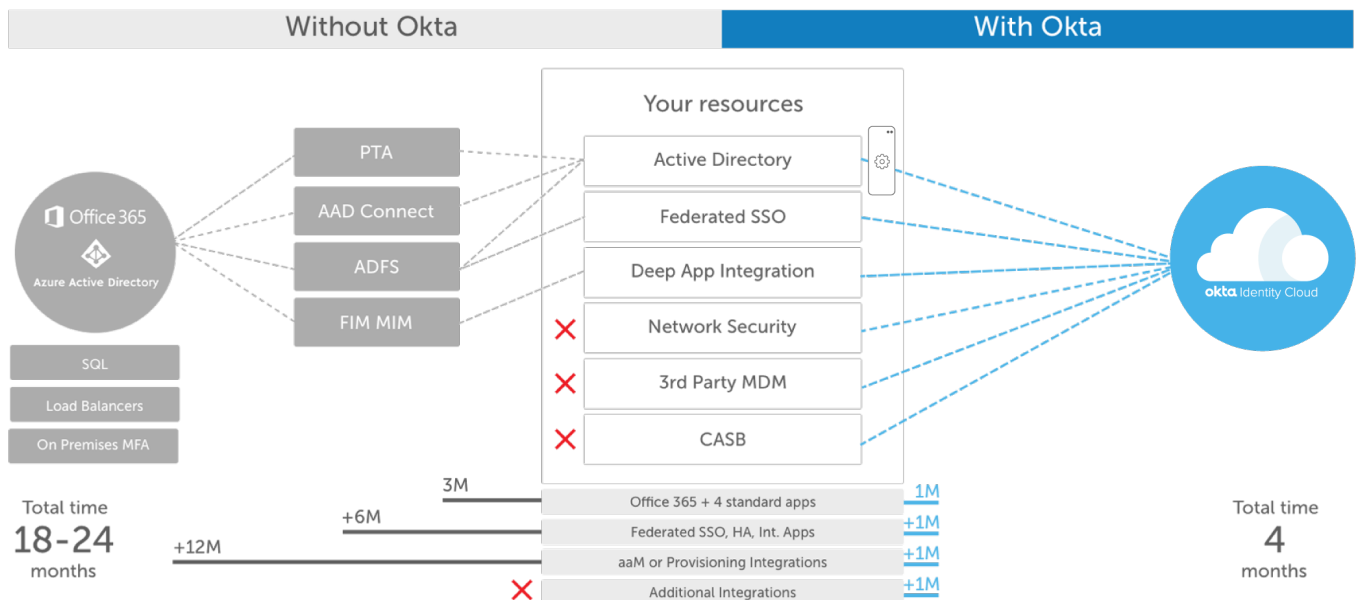 Without Okta
With Okta
Your resources
PTA
AAD Connect
ADFS
FIM MIM
Office 365
Azure Active Directory
SQL
Load Balancers
On Premises MFA
Active Directory
Federated SSO
Deep App Integration
Network Security
3rd Party MDM
CASB
okta Identity Cloud
Total time
18-24
months
3M
Office 365 + 4 standard apps
1M
+6M
Federated SSO, HA, Int. Apps
+1M
+12M
aaM or Provisioning Integrations
+1M
Additional Integrations
+1M
Total time
4
months